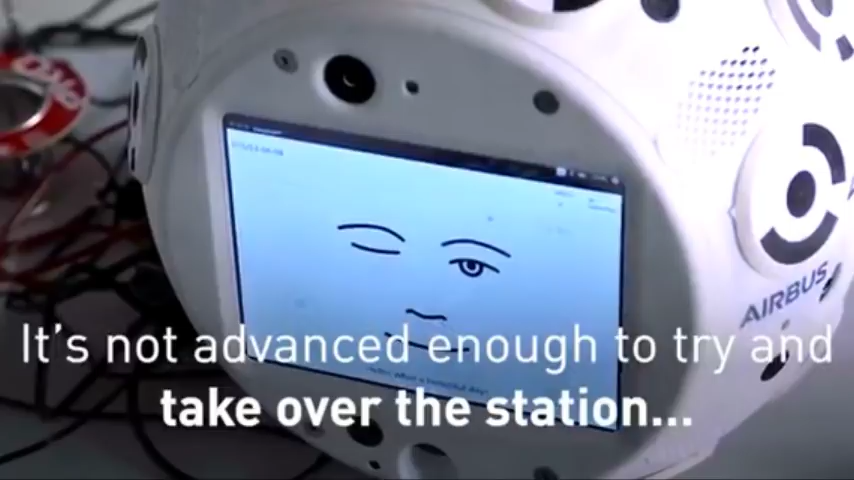 AIRBUS
It's not advanced enough to try and
take over the station...